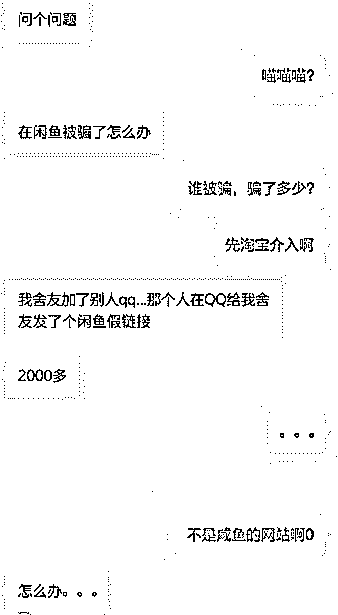 问个问题
喵喵喵？
在闲鱼被骗了怎么办
谁被骗，骗了多少？
先淘宝介入啊
我舍友加了别人qq...那个人在QQ给我舍
友发了个闲鱼假链接
2000多
。。。
不是咸鱼的网站啊0
怎么办。。。